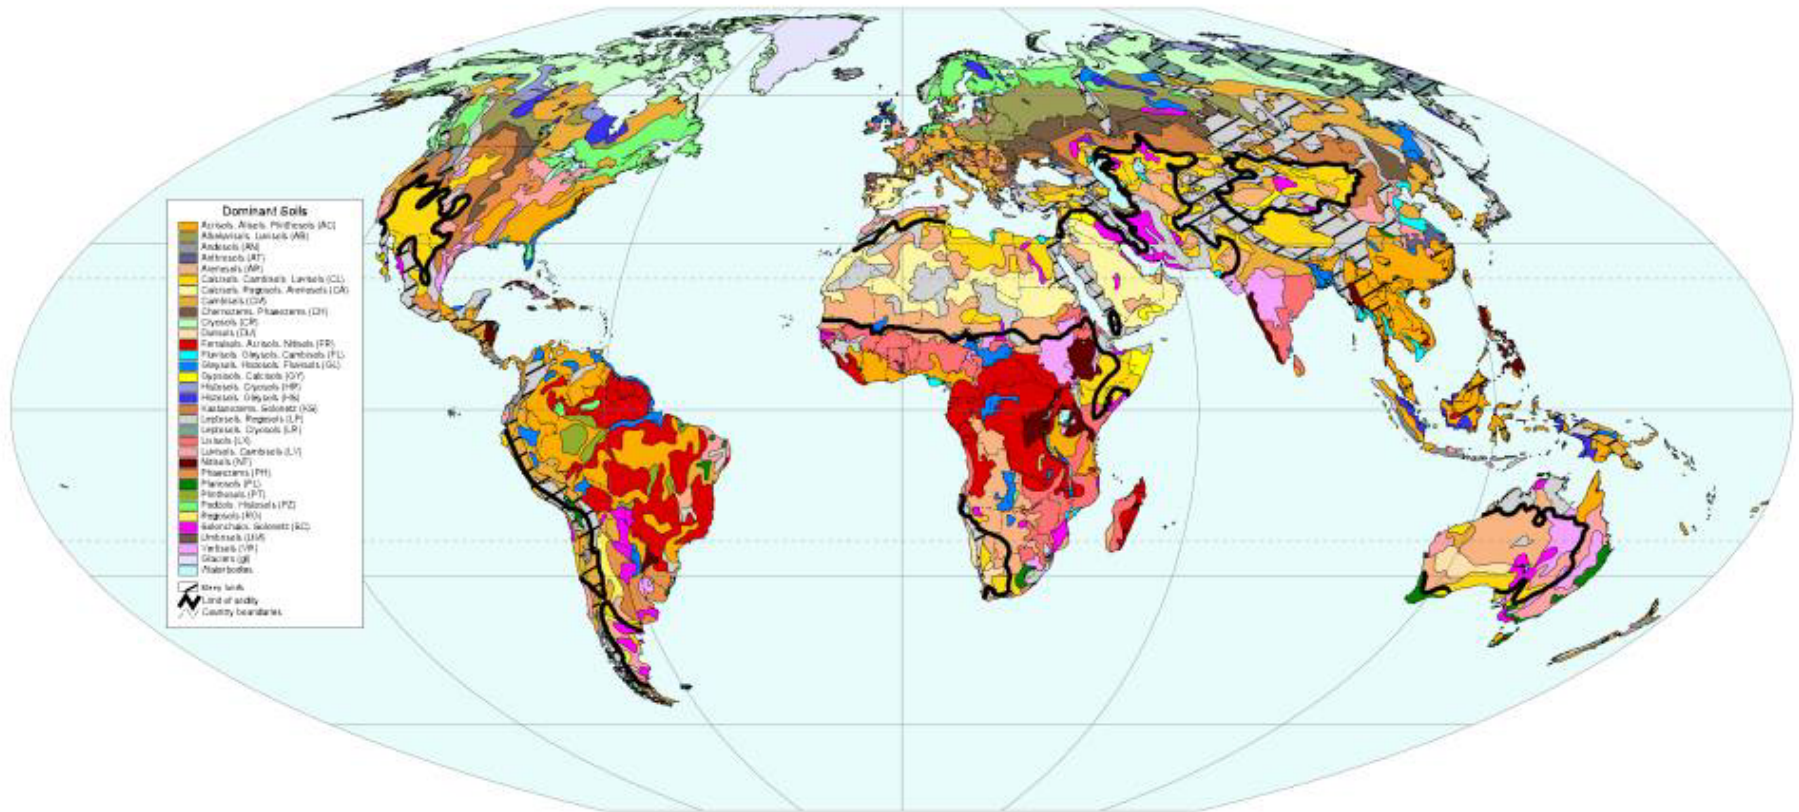 Dominant Soils
Acrisols, Alisols, Plinthosols (AC)
Albeluvisols, Luvisols (AB)
Andosols (AN)
Anthrosols (AT)
Arenosols (AR)
Calcisols, Cambisols, Luvisols (CL)
Calcisols, Regosols, Arenosols (CA)
Cambisols (CM)
Chernozems, Phaeozems (CH)
Cryosols (CR)
Durisols (DU)
Ferralsols, Acrisols, Nitisols (FR)
Fluvisols, Gleysols, Cambisols (FL)
Gleysols, Histosols, Fluvisols (GL)
Gypsisols, Calcisols (GY)
Histosols, Cryosols (HR)
Histosols, Gleysols (HS)
Kastanozems, Solonetz (KS)
Leptosols, Regosols (LP)
Leptosols, Cryosols (LR)
Lixisols (LX)
Luvisols, Cambisols (LV)
Nitisols (NT)
Phaeozems (PH)
Planosols (PL)
Plinthosols (PT)
Podzols, Histosols (PZ)
Regosols (RG)
Solonchaks, Solonetz (SC)
Umbrisols (UM)
Vertisols (VR)
Glaciers (gl)
Waterbodies
Steep lands
Limit of aridity
Country boundaries